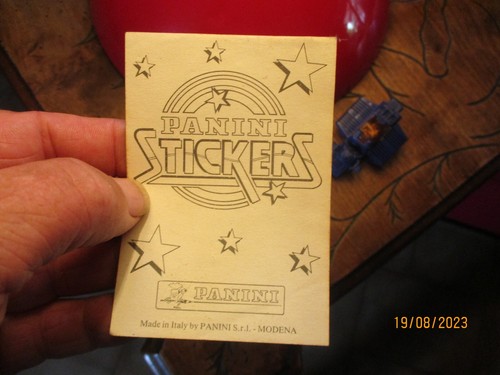 PANINI
STICKERS
PANINI
Made in Italy by PANINI S.r.l. - MODENA
19/08/2023